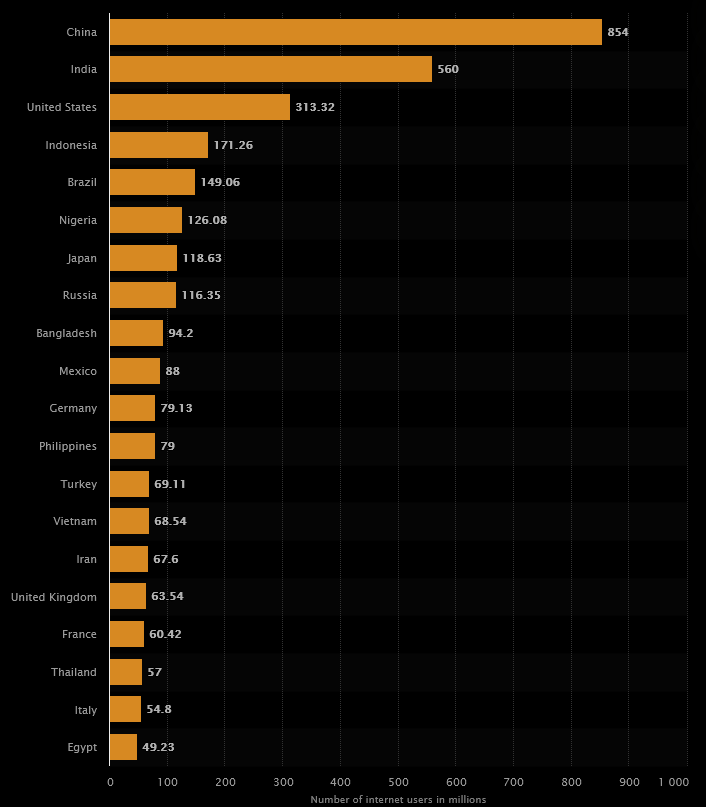 China 854
India 560
United States 313.32
Indonesia 171.26
Brazil 149.06
Nigeria 126.08
Japan 118.63
Russia 116.35
Bangladesh 94.2
Mexico 88
Germany 79.13
Philippines 79
Turkey 69.11
Vietnam 68.54
Iran 67.6
United Kingdom 63.54
France 60.42
Thailand 57
Italy 54.8
Egypt 49.23
0 100 200 300 400 500 600 700 800 900 1 000
Number of internet users in millions